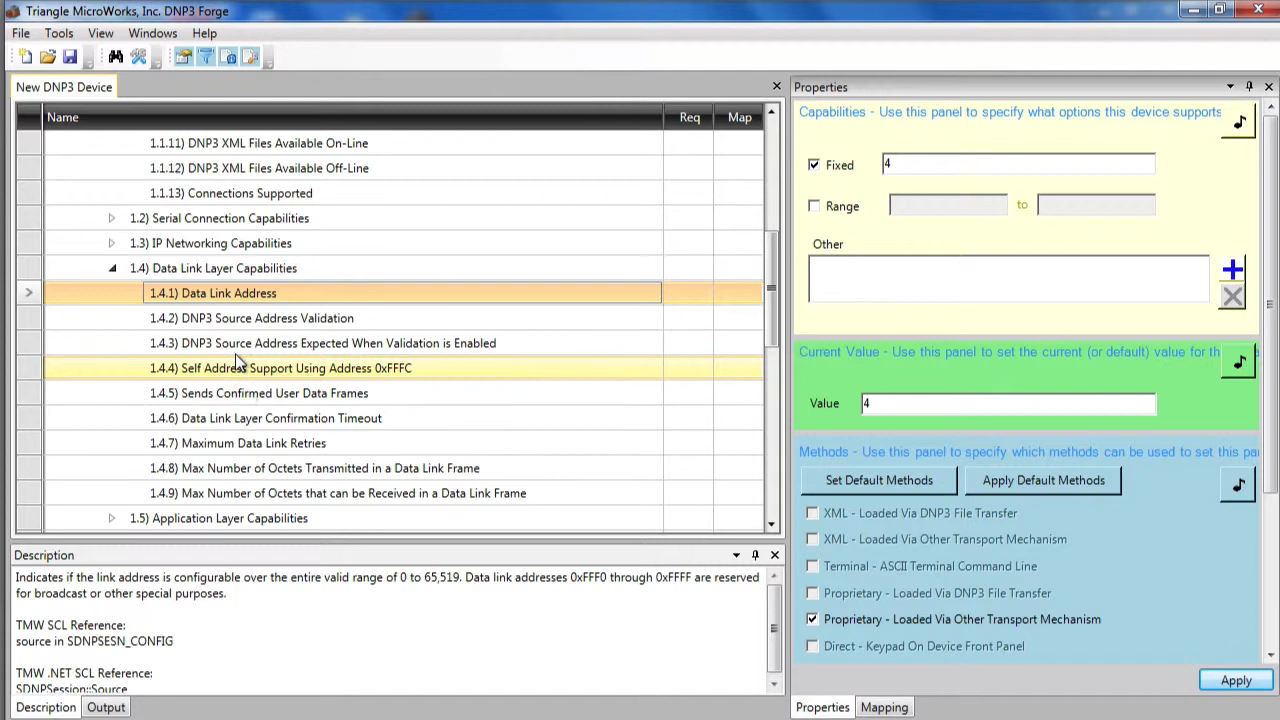 Triangle MicroWorks, Inc. DNP3 Forge
File Tools View Windows Help
New DNP3 Device
Name Req Map
1.1.11) DNP3 XML Files Available On-Line
1.1.12) DNP3 XML Files Available Off-Line
1.1.13) Connections Supported
1.2) Serial Connection Capabilities
1.3) IP Networking Capabilities
1.4) Data Link Layer Capabilities
1.4.1) Data Link Address
1.4.2) DNP3 Source Address Validation
1.4.3) DNP3 Source Address Expected When Validation is Enabled
1.4.4) Self Address Support Using Address 0xFFFC
1.4.5) Sends Confirmed User Data Frames
1.4.6) Data Link Layer Confirmation Timeout
1.4.7) Maximum Data Link Retries
1.4.8) Max Number of Octets Transmitted in a Data Link Frame
1.4.9) Max Number of Octets that can be Received in a Data Link Frame
1.5) Application Layer Capabilities
Description
Indicates if the link address is configurable over the entire valid range of 0 to 65,519. Data link addresses 0xFFF0 through 0xFFFF are reserved
for broadcast or other special purposes.
TMW SCL Reference:
source in SDNPSESN_CONFIG
TMW .NET SCL Reference:
SDNPSession::Source
Description Output
Properties
Capabilities - Use this panel to specify what options this device supports
Fixed 4
Range to
Other
Current Value - Use this panel to set the current (or default) value for th
Value 4
Methods - Use this panel to specify which methods can be used to set this pa
Set Default Methods Apply Default Methods
XML - Loaded Via DNP3 File Transfer
XML - Loaded Via Other Transport Mechanism
Terminal - ASCII Terminal Command Line
Proprietary - Loaded Via DNP3 File Transfer
Proprietary - Loaded Via Other Transport Mechanism
Direct - Keypad On Device Front Panel
Apply
Properties Mapping